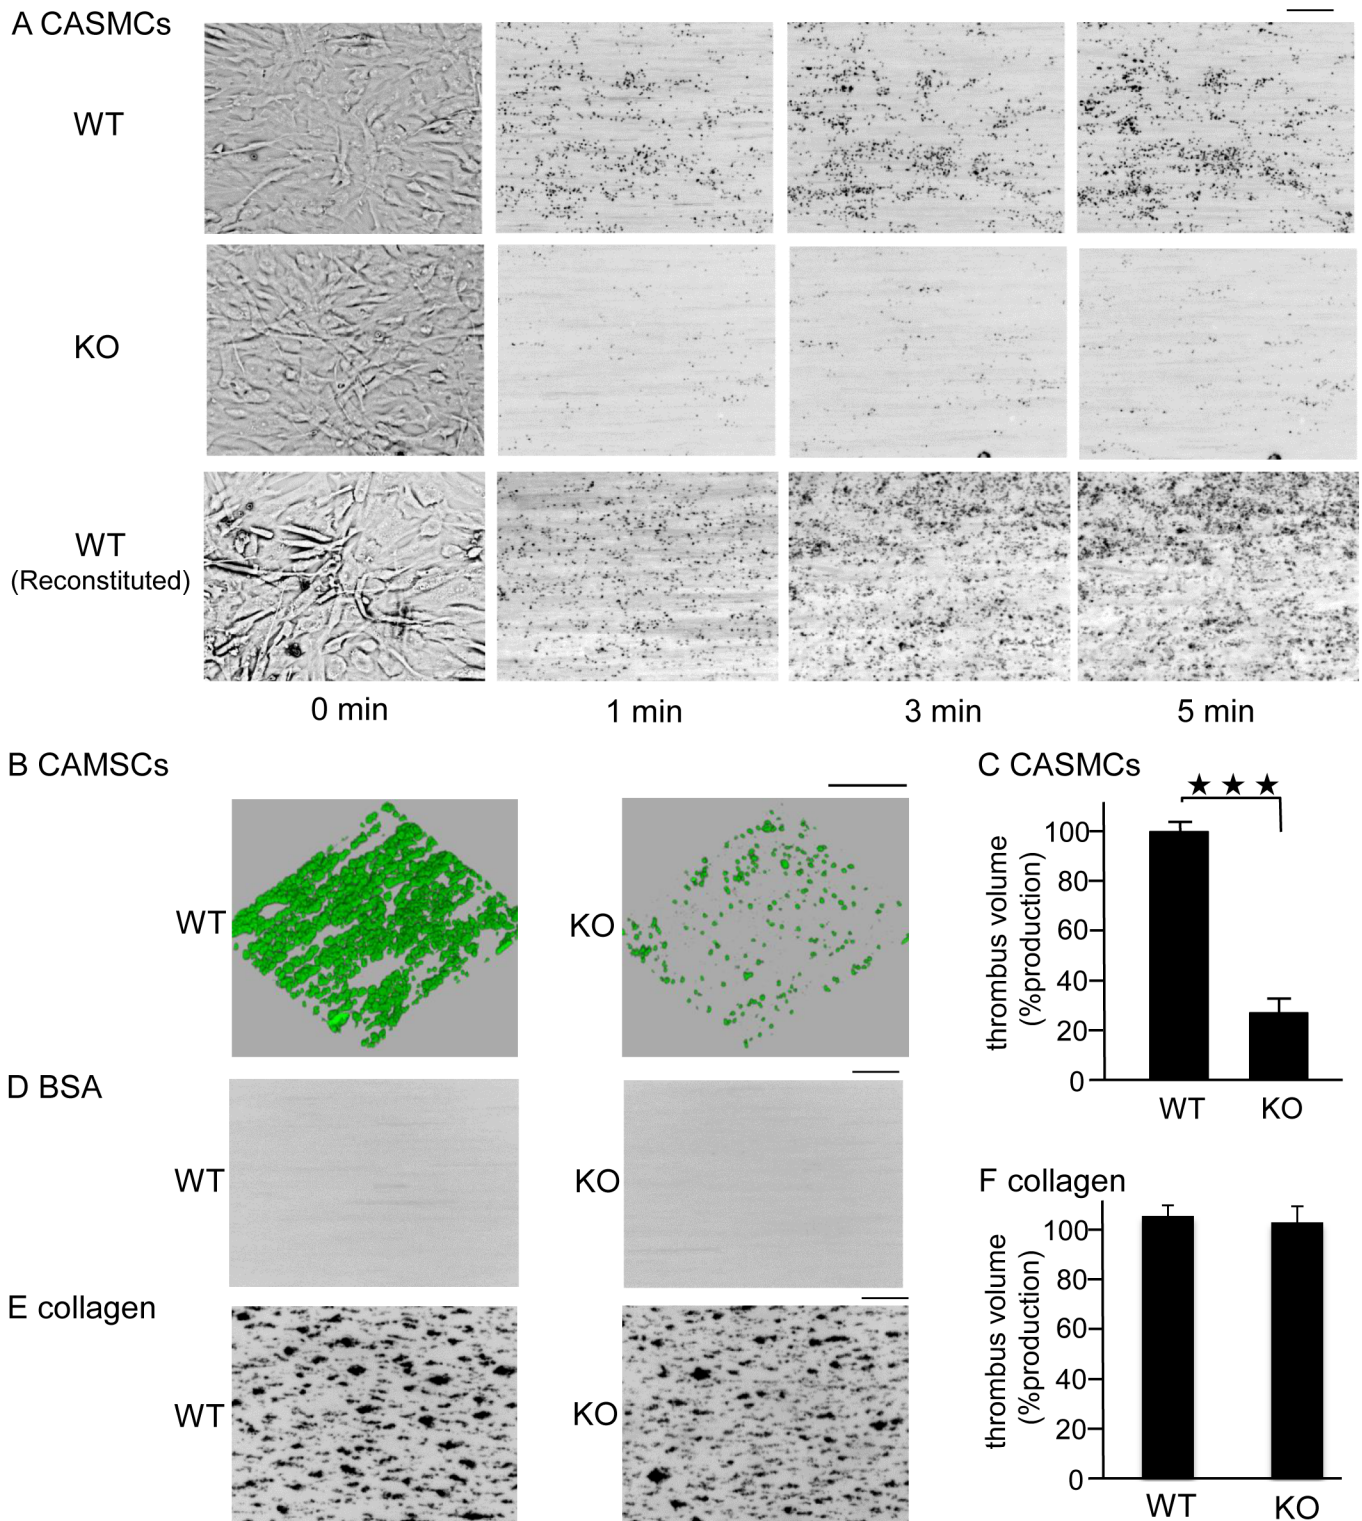 A CASMCs
WT
KO
WT
(Reconstituted)
0 min
1 min
3 min
5 min
B CAMSCs
WT
KO
C CASMCs
★ ★ ★
thrombus volume
(%production)
100
80
60
40
20
0
WT
KO
D BSA
WT
KO
E collagen
WT
KO
F collagen
thrombus volume
(%production)
100
80
60
40
20
0
WT
KO